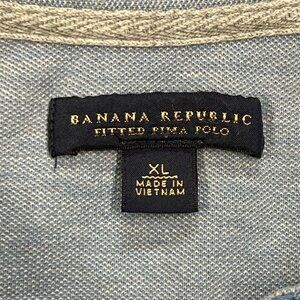 BANANA REPUBLIC
FITTED PIMA POLO
XL
MADE IN
VIETNAM